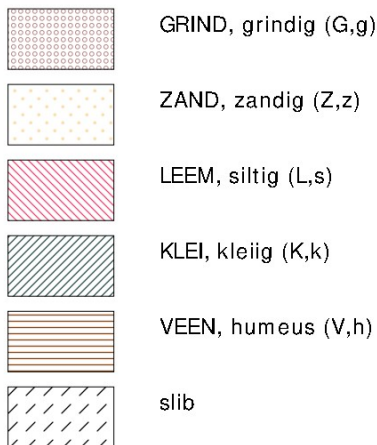 GRIND, grindig (G,g)
ZAND, zandig (Z,z)
LEEM, siltig (L,s)
KLEI, kleiig (K,k)
VEEN, humeus (V,h)
slib